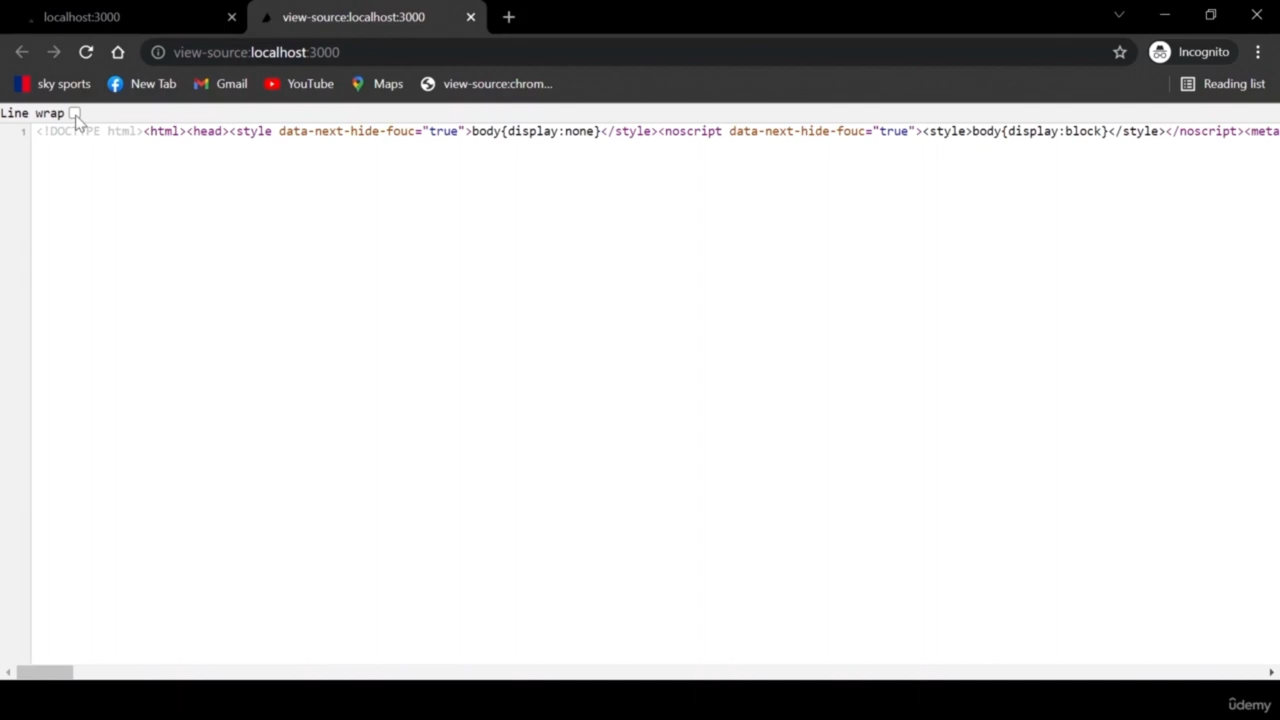 localhost:3000
view-source:localhost:3000
view-source:localhost:3000
Incognito
sky sports
New Tab
Gmail
YouTube
Maps
view-source:chrom...
Reading list
Line wrap
1 <!DOCTYPE html><html><head><style data-next-hide-fouc="true">body{display:none}</style><noscript data-next-hide-fouc="true"><style>body{display:block}</style></noscript><meta
ûdemy